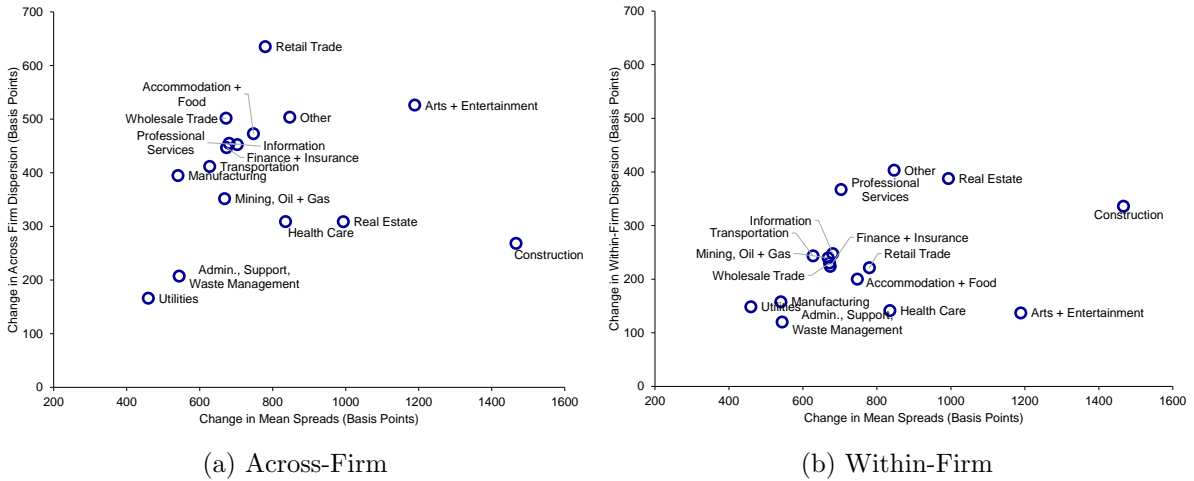 Change in Across Firm Dispersion (Basis Points)
700
600
500
400
300
200
100
0
Retail Trade
Accommodation +
Food
Arts + Entertainment
Wholesale Trade
Other
Professional
Services
Information
Finance + Insurance
Transportation
Manufacturing
Mining, Oil + Gas
Health Care
Real Estate
Construction
Admin., Support,
Waste Management
Utilities
200 400 600 800 1000 1200 1400 1600
Change in Mean Spreads (Basis Points)
(a) Across-Firm
Change in Within-Firm Dispersion (Basis Points)
700
600
500
400
300
200
100
0
Other
Professional
Services
Real Estate
Construction
Information
Transportation
Finance + Insurance
Mining, Oil + Gas
Retail Trade
Wholesale Trade
Accommodation + Food
Manufacturing
Utilities
Admin., Support,
Waste Management
Health Care
Arts + Entertainment
200 400 600 800 1000 1200 1400 1600
Change in Mean Spreads (Basis Points)
(b) Within-Firm